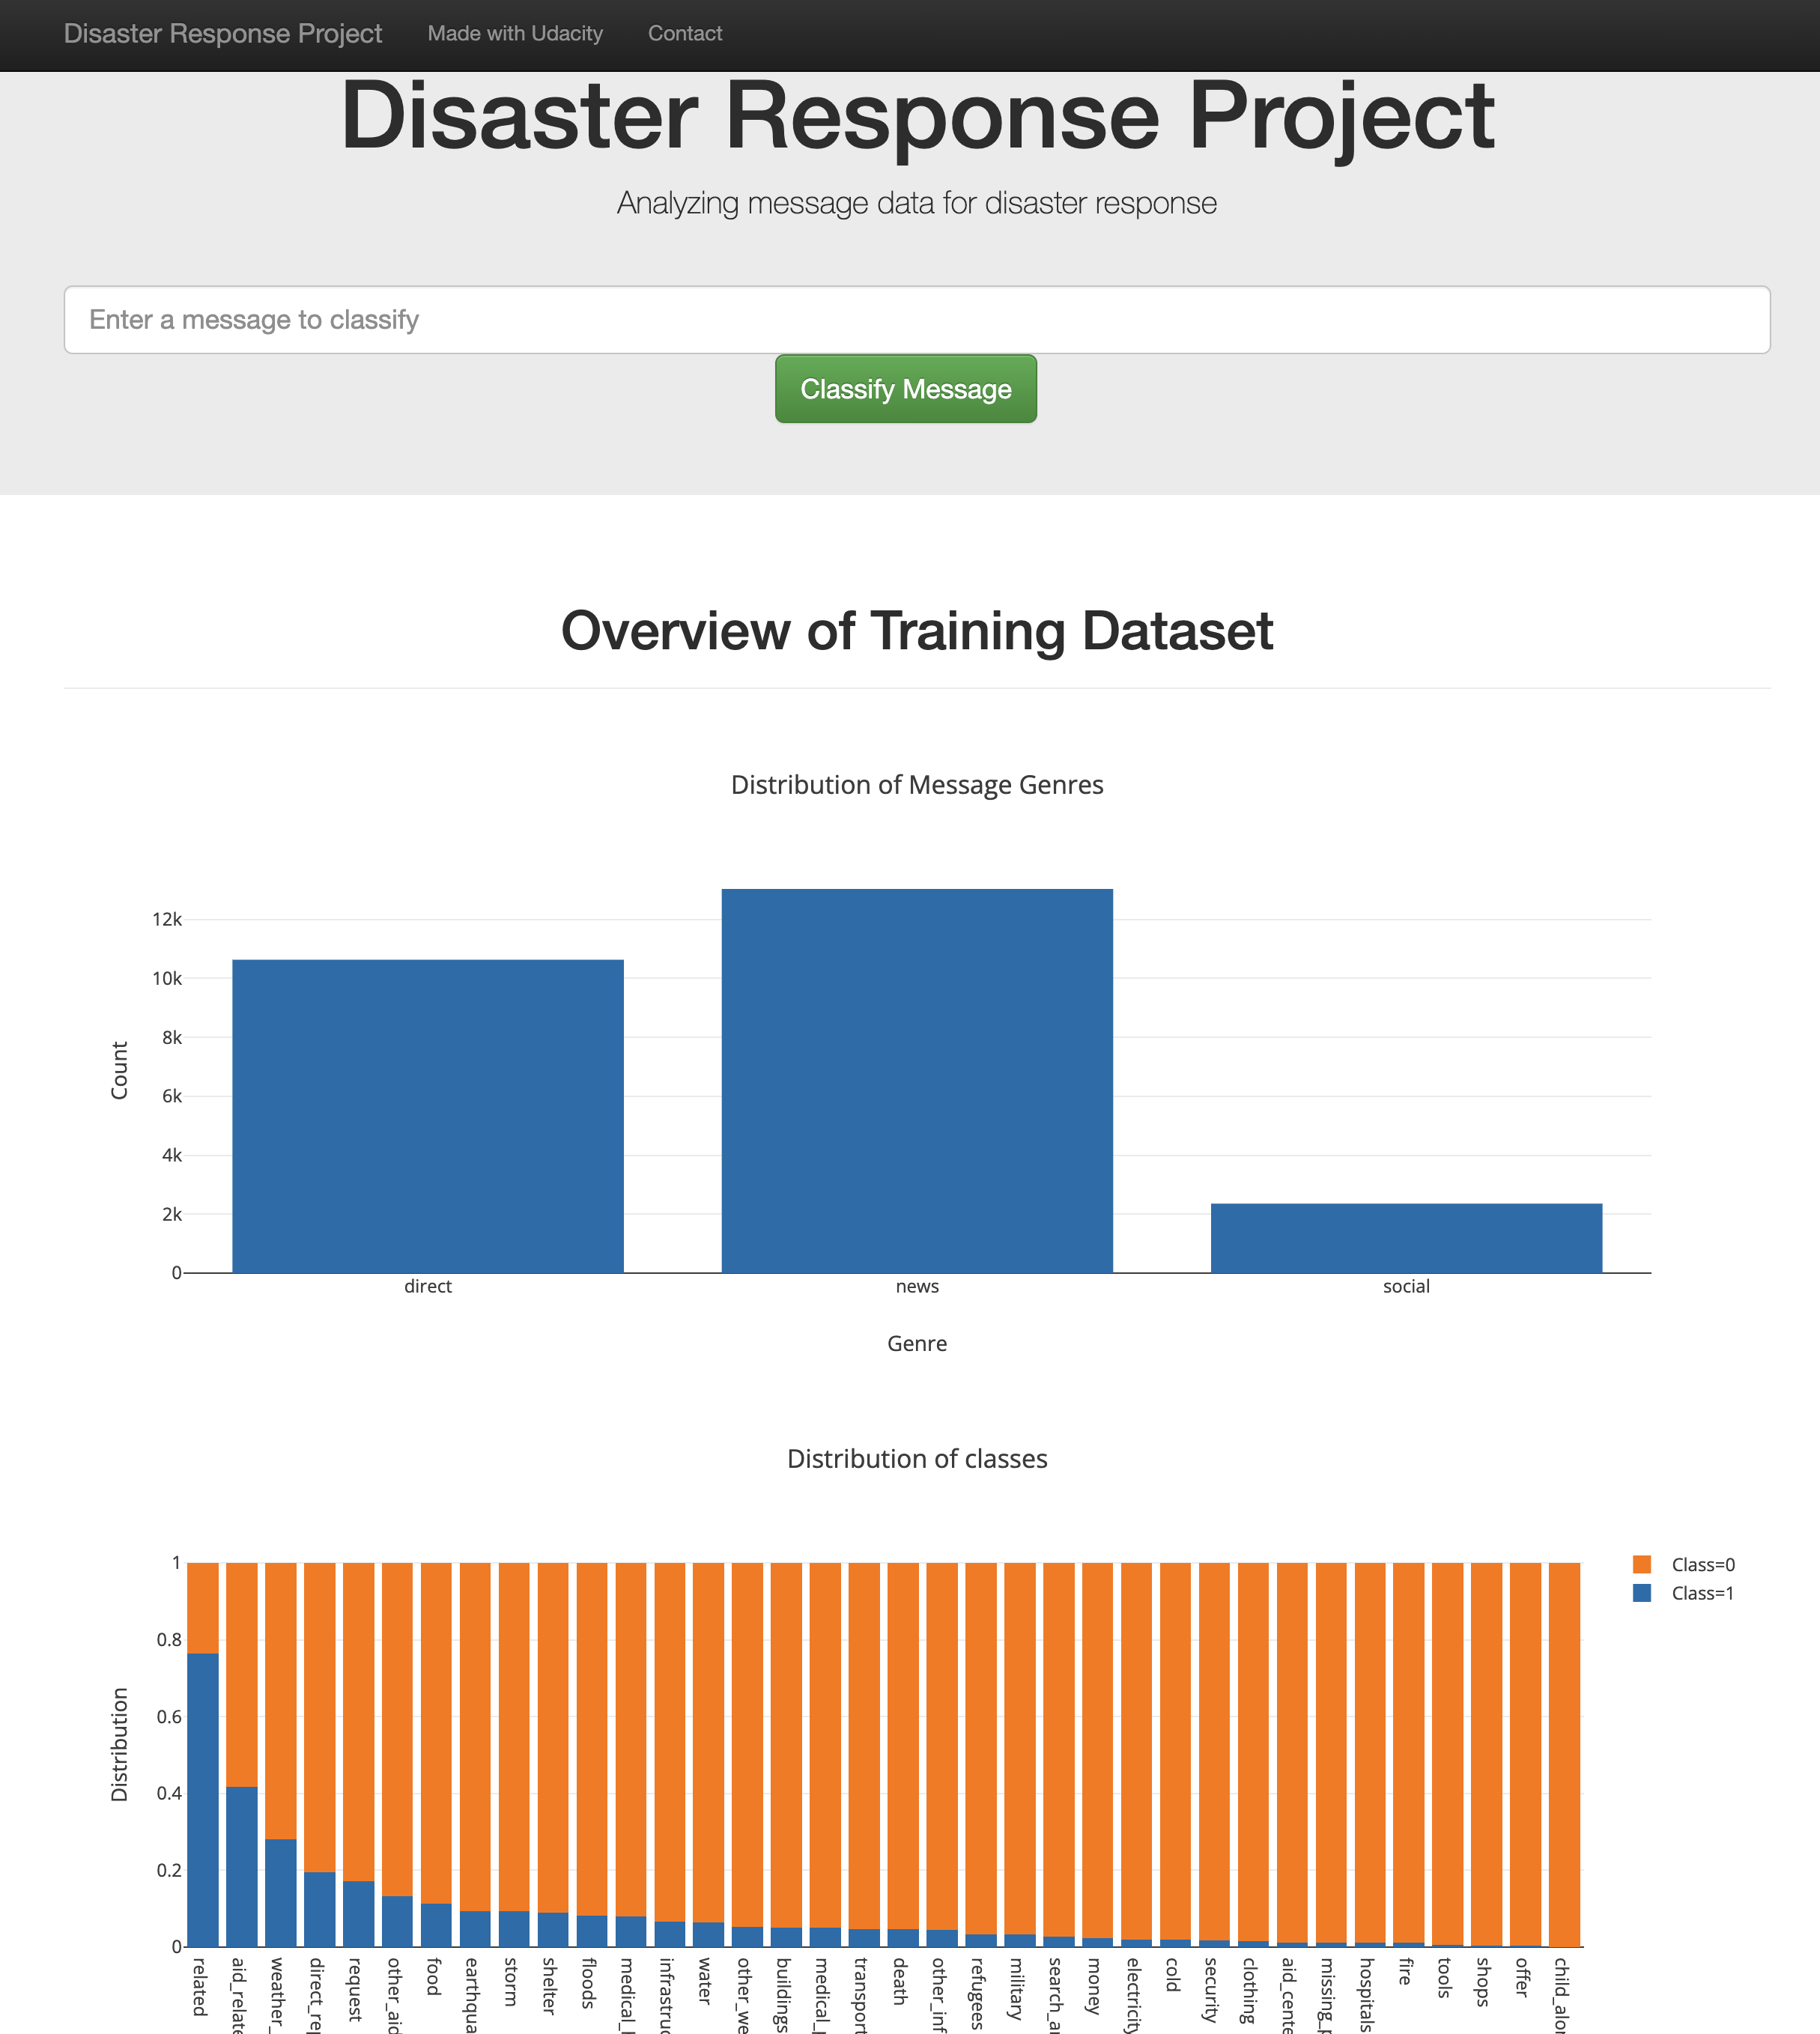 Disaster Response Project Made with Udacity Contact
Disaster Response Project
Analyzing message data for disaster response
Enter a message to classify
Classify Message
Overview of Training Dataset
Distribution of Message Genres
12k
10k
8k
6k
4k
2k
0
Count
direct news social
Genre
Distribution of classes
1
0.8
0.6
0.4
0.2
0
Distribution
Class=0
Class=1
related
aid_relate
weather_
direct_rep
request
other_aid
food
earthqua
storm
shelter
floods
medical_
infrastruc
water
other_we
buildings
medical_
transport
death
other_inf
refugees
military
search_a
money
electricity
cold
security
clothing
aid_cente
missing_p
hospitals
fire
tools
shops
offer
child_alo